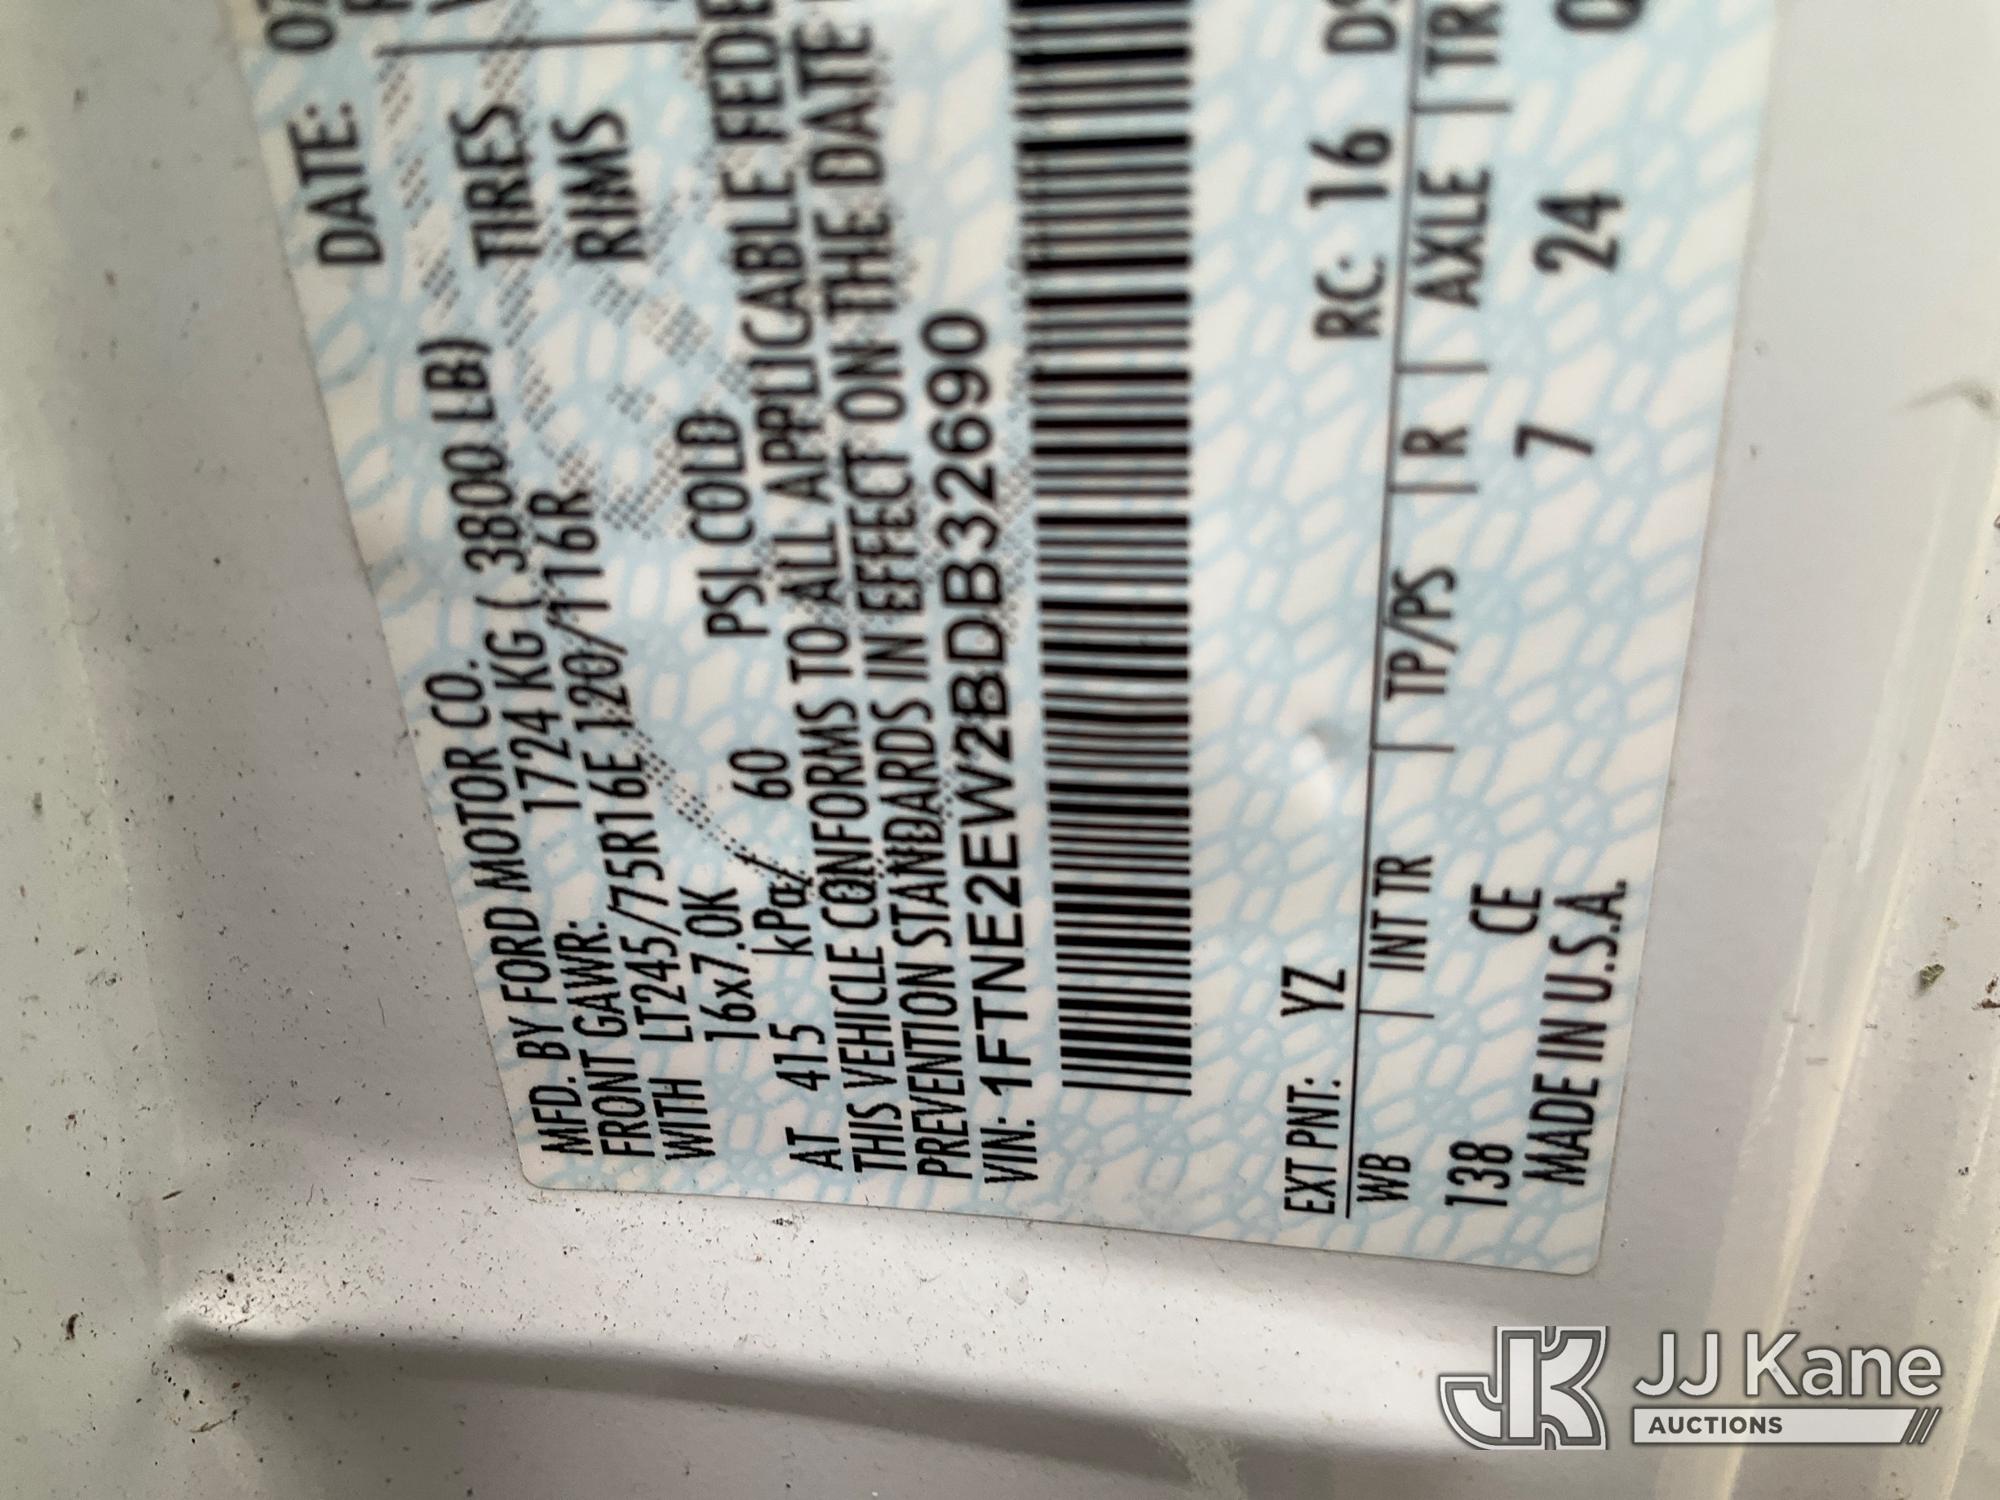 MFD. BY FORD MOTOR CO. DATE: 07
FRONT GAWR: 1724 KG ( 3800 LB)
LT245/75R16E 120/116R TIRES
WITH 16x7.0K RIMS
AT 415 kPa/ 60 PSI COLD
THIS VEHICLE CONFORMS TO ALL APPLICABLE
PREVENTION STANDARDS IN EFFECT ON THE DATE
VIN: 1FTNE2EW2BDB32690
EXT PNT: YZ RC: 16
WB INT TR TP/PS R AXLE TR
138 CE 7 24
MADE IN U.S.A.
JK JJ Kane
AUCTIONS